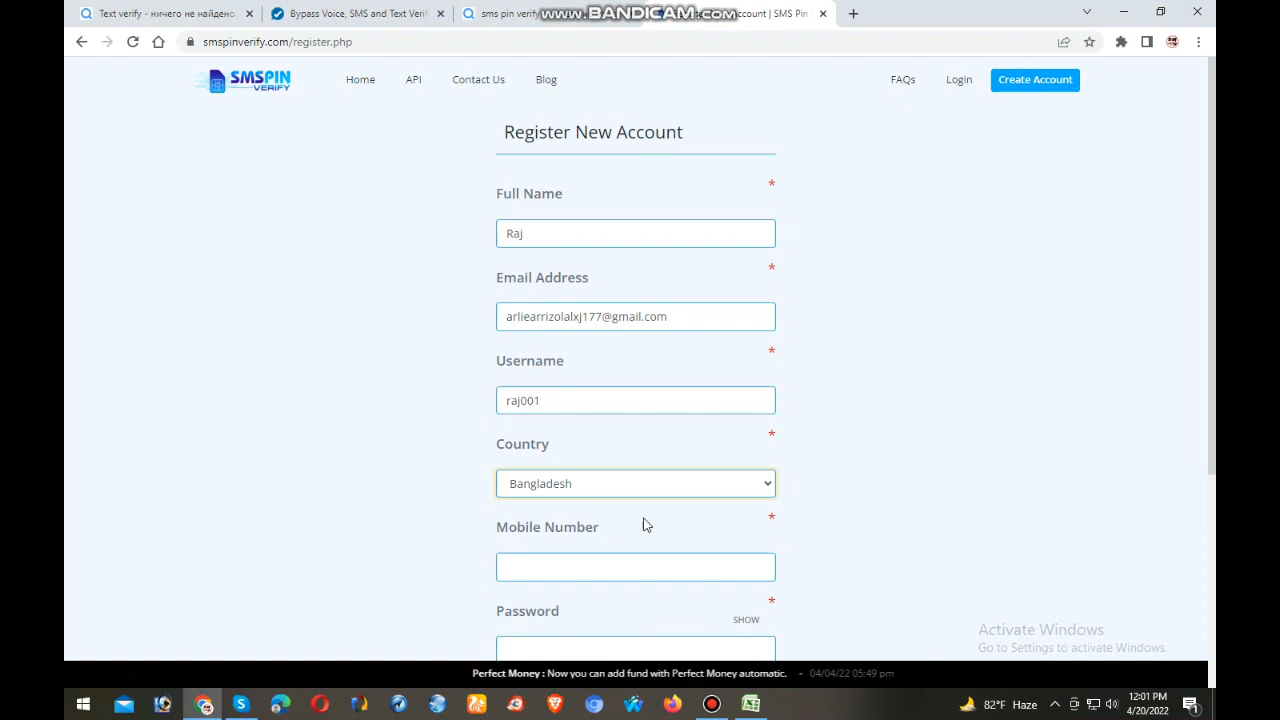 Text verify - ничего не найдено
Bypass Voice, SMS and Text Verifi
sms pin verify
www.BANDICAM.com
ccount | SMS Pin
smspinverify.com/register.php
SMSPIN
VERIFY
Home
API
Contact Us
Blog
FAQs
Login
Create Account
Register New Account
Full Name
*
Raj
Email Address
*
arliearrizolalxj177@gmail.com
Username
*
raj001
Country
*
Bangladesh
Mobile Number
*
Password
*
SHOW
Activate Windows
Go to Settings to activate Windows.
Perfect Money : Now you can add fund with Perfect Money automatic. - 04/04/22 05:49 pm
82°F Haze
12:01 PM
4/20/2022
1